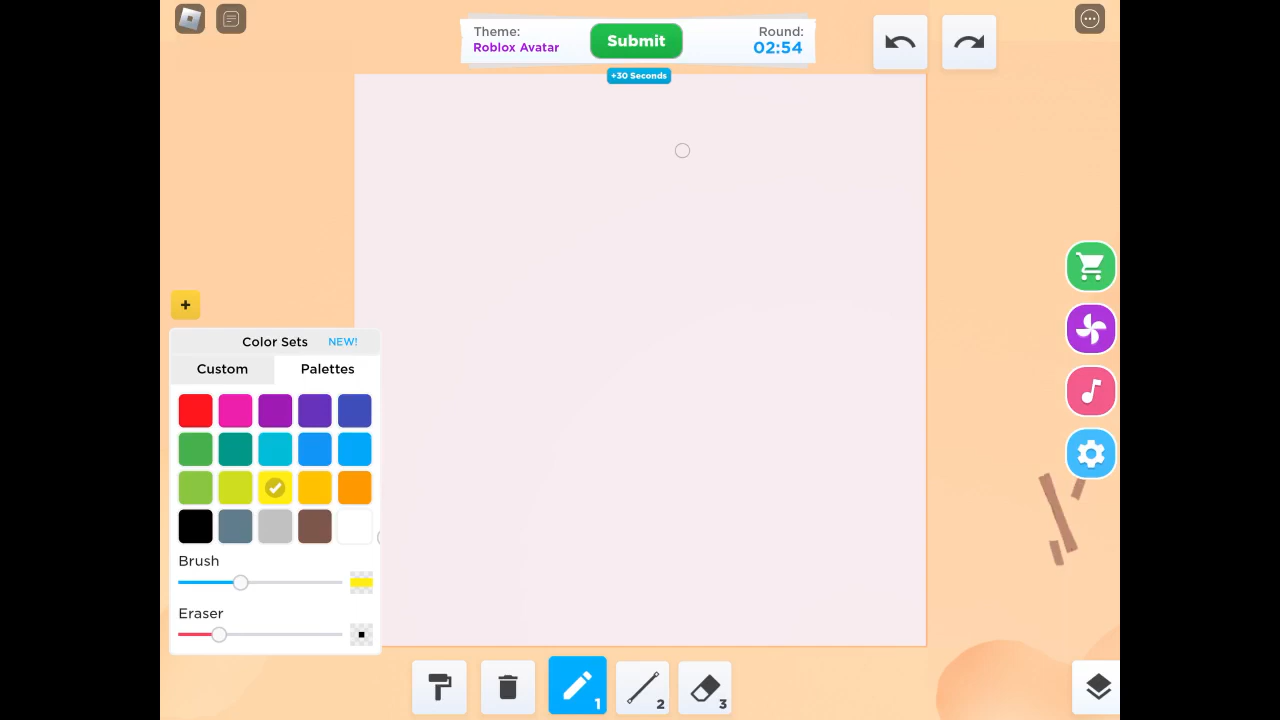 Theme:
Roblox Avatar
Submit
Round:
02:54
+30 Seconds
+
Color Sets NEW!
Custom Palettes
Brush
Eraser
1
2
3